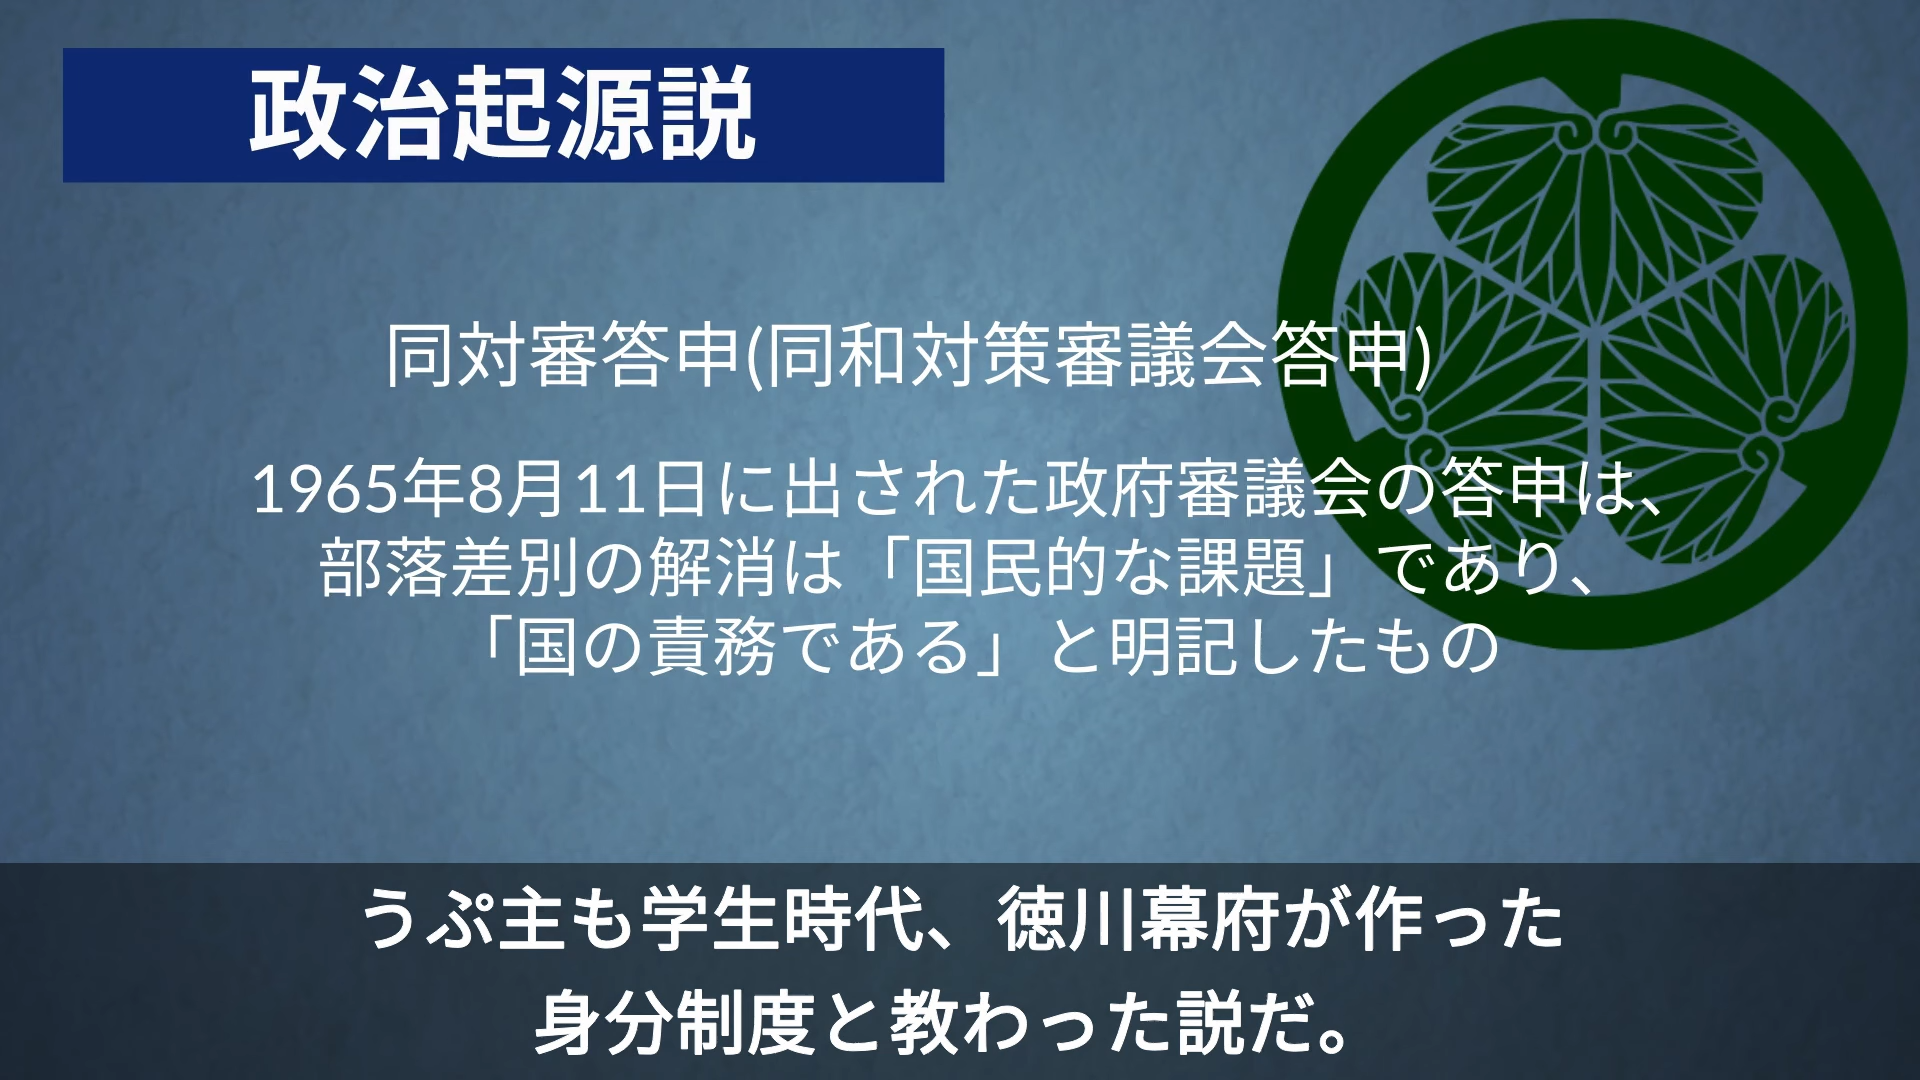 政治起源説
同対審答申(同和対策審議会答申)
1965年8月11日に出された政府審議会の答申は、
部落差別の解消は「国民的な課題」であり、
「国の責務である」と明記したもの
うぷ主も学生時代、徳川幕府が作った
身分制度と教わった説だ。